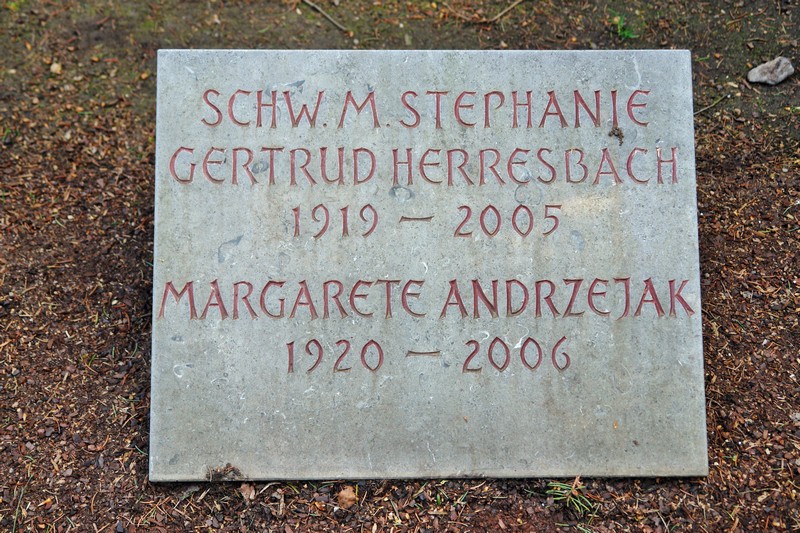 SCHW. M. STEPHANIE
GERTRUD HERRESBACH
1919 – 2005
MARGARETE ANDRZEJAK
1920 – 2006